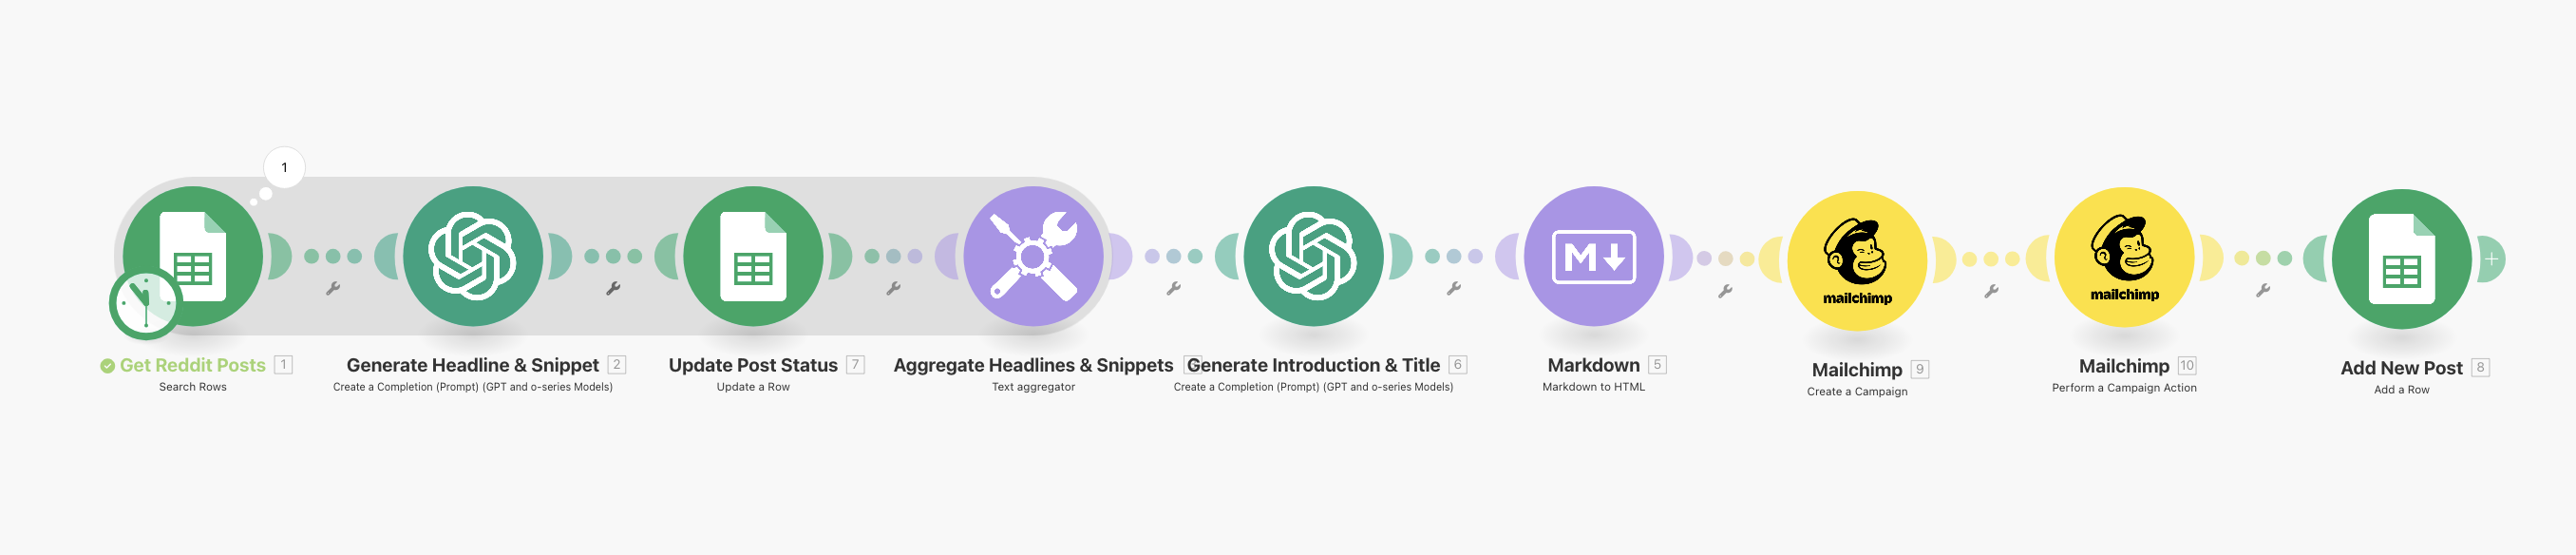 1
Get Reddit Posts 1
Search Rows
Generate Headline & Snippet 2
Create a Completion (Prompt) (GPT and o-series Models)
Update Post Status 7
Update a Row
Aggregate Headlines & Snippets
Text aggregator
Generate Introduction & Title 6
Create a Completion (Prompt) (GPT and o-series Models)
M
Markdown 5
Markdown to HTML
mailchimp
Mailchimp 9
Create a Campaign
mailchimp
Mailchimp 10
Perform a Campaign Action
Add New Post 8
Add a Row